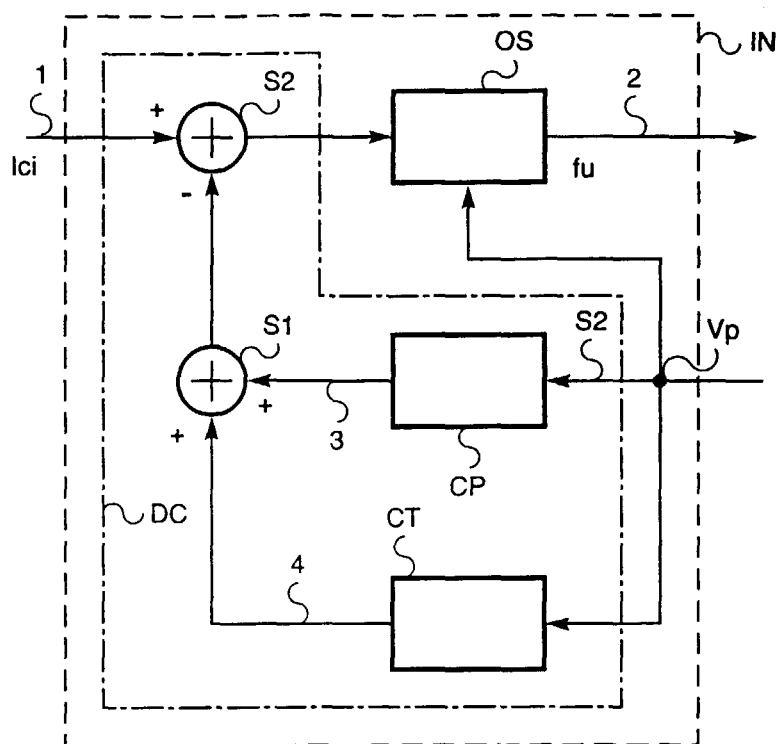 OS
IN
1
S2
2
+
Ici
fu
-
S1
S2
Vp
+
+
3
CP
DC
CT
4